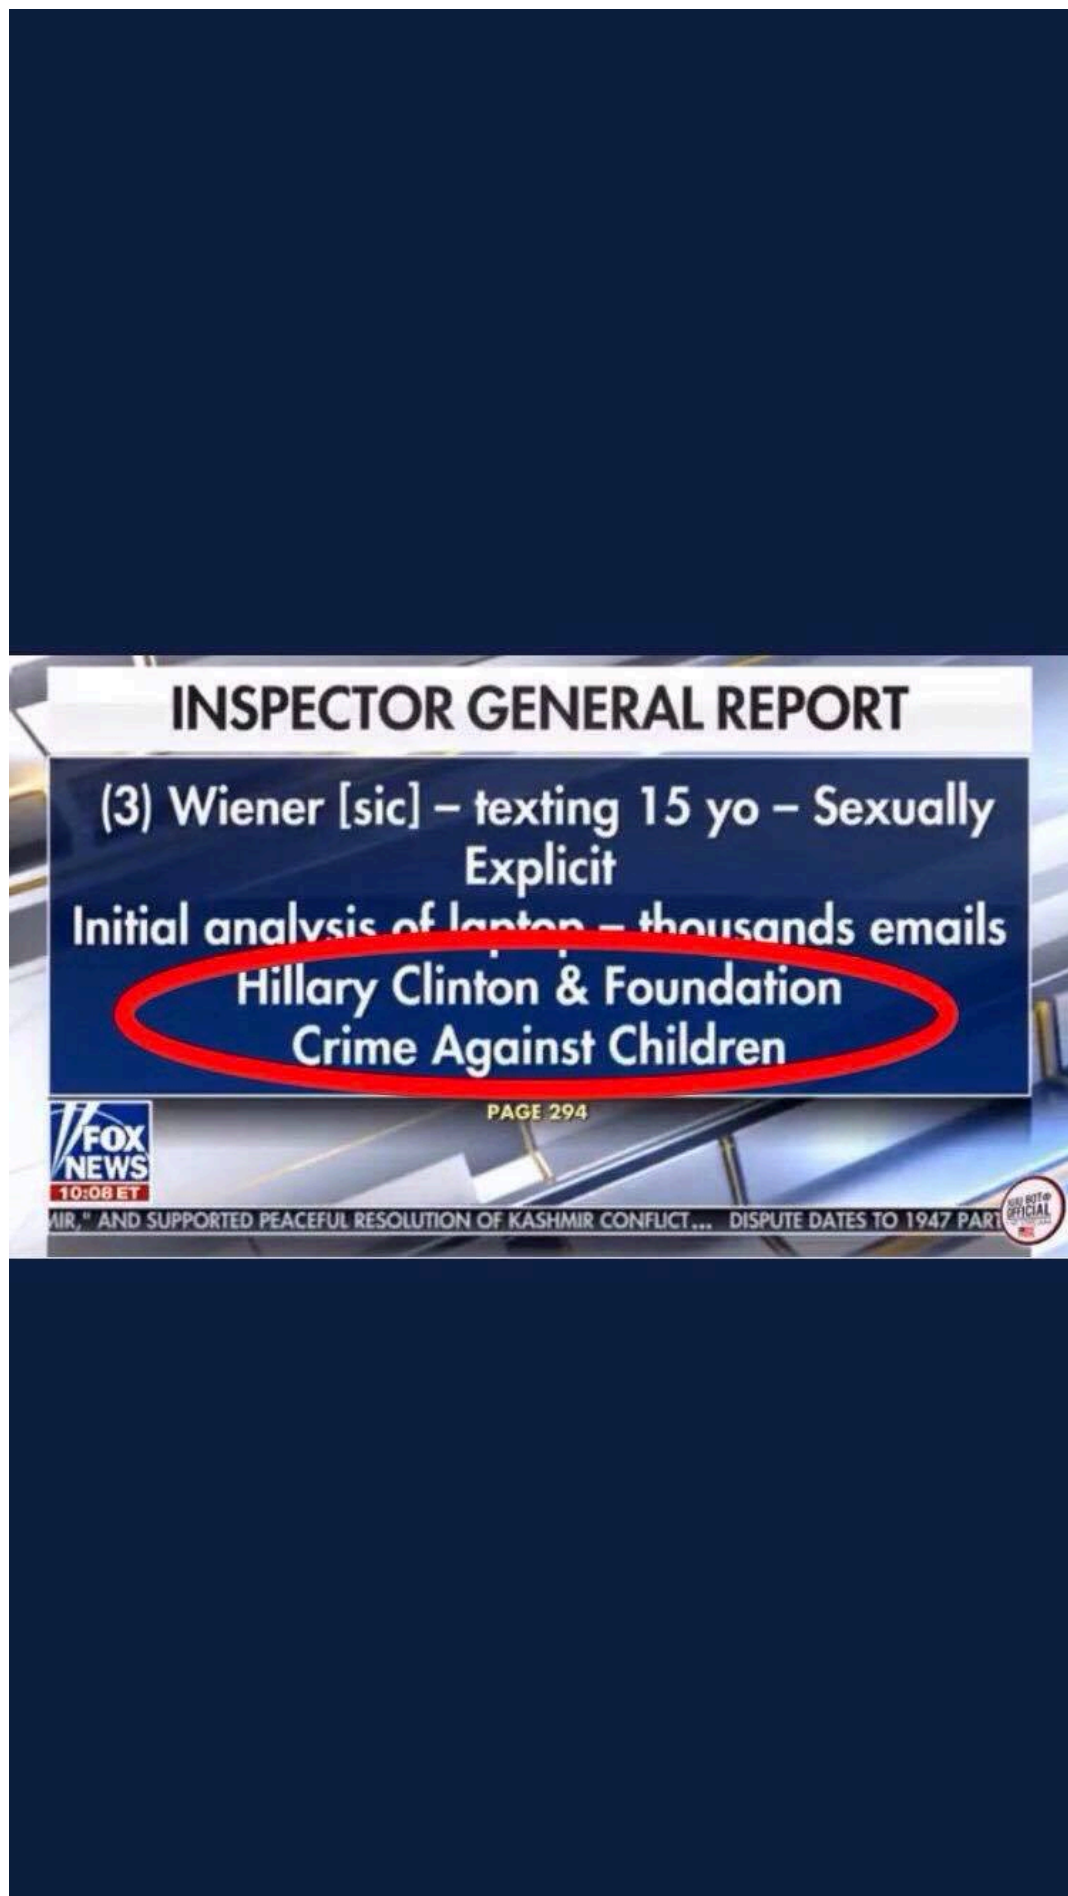 INSPECTOR GENERAL REPORT
(3) Wiener [sic] – texting 15 yo – Sexually
Explicit
Initial analysis of laptop – thousands emails
Hillary Clinton & Foundation
Crime Against Children
PAGE 294
FOX
NEWS
10:08 ET
MIR," AND SUPPORTED PEACEFUL RESOLUTION OF KASHMIR CONFLICT... DISPUTE DATES TO 1947 PART
OFFICIAL